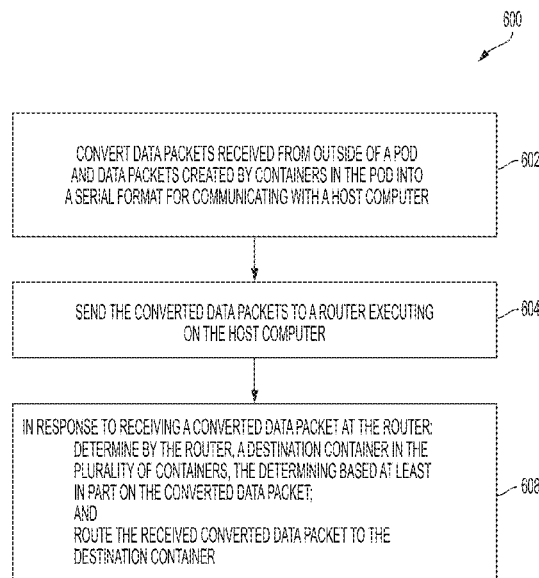 600
CONVERT DATA PACKETS RECEIVED FROM OUTSIDE OF A POD
AND DATA PACKETS CREATED BY CONTAINERS IN THE POD INTO
A SERIAL FORMAT FOR COMMUNICATING WITH A HOST COMPUTER
602
SEND THE CONVERTED DATA PACKETS TO A ROUTER EXECUTING
ON THE HOST COMPUTER
604
IN RESPONSE TO RECEIVING A CONVERTED DATA PACKET AT THE ROUTER:
DETERMINE BY THE ROUTER, A DESTINATION CONTAINER IN THE
PLURALITY OF CONTAINERS, THE DETERMINING BASED AT LEAST
IN PART ON THE CONVERTED DATA PACKET;
AND
ROUTE THE RECEIVED CONVERTED DATA PACKET TO THE
DESTINATION CONTAINER
608